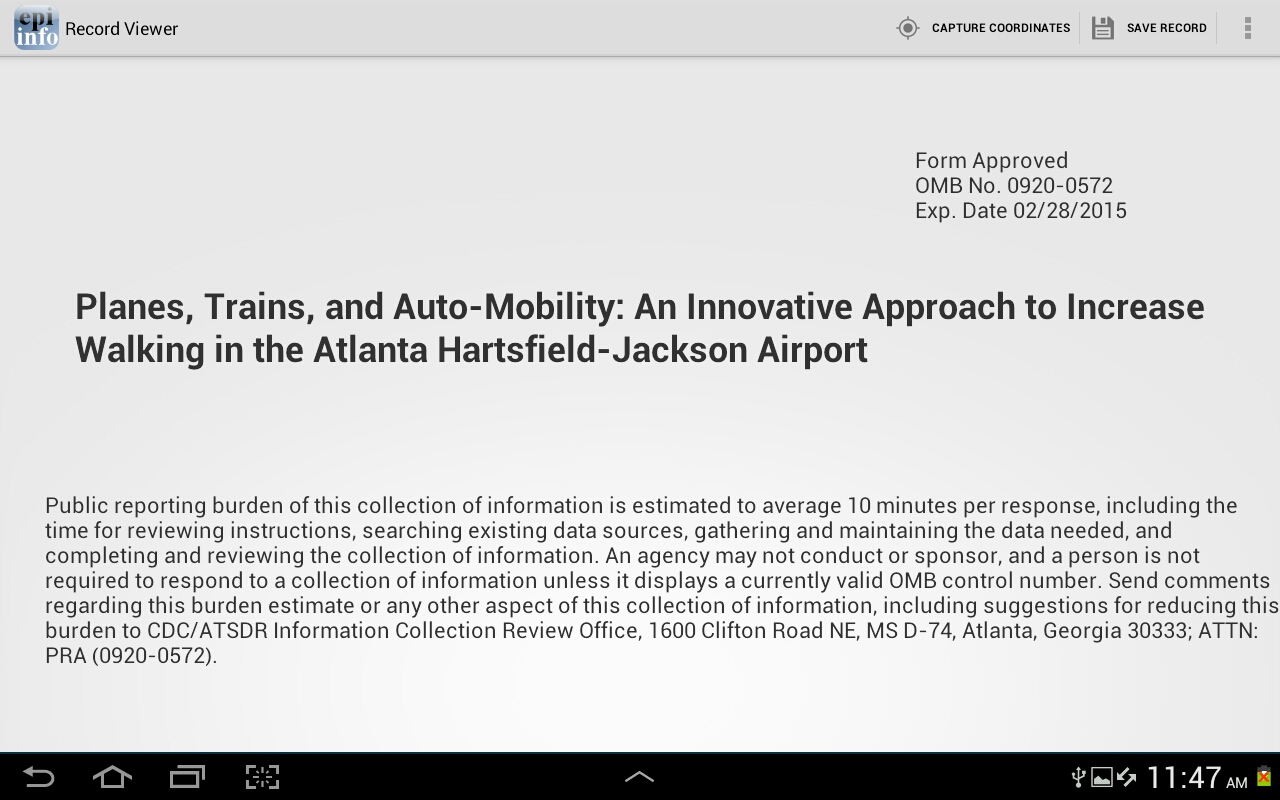 epi info
Record Viewer
CAPTURE COORDINATES
SAVE RECORD
Form Approved
OMB No. 0920-0572
Exp. Date 02/28/2015
Planes, Trains, and Auto-Mobility: An Innovative Approach to Increase
Walking in the Atlanta Hartsfield-Jackson Airport
Public reporting burden of this collection of information is estimated to average 10 minutes per response, including the
time for reviewing instructions, searching existing data sources, gathering and maintaining the data needed, and
completing and reviewing the collection of information. An agency may not conduct or sponsor, and a person is not
required to respond to a collection of information unless it displays a currently valid OMB control number. Send comments
regarding this burden estimate or any other aspect of this collection of information, including suggestions for reducing this
burden to CDC/ATSDR Information Collection Review Office, 1600 Clifton Road NE, MS D-74, Atlanta, Georgia 30333; ATTN:
PRA (0920-0572).
11:47 AM